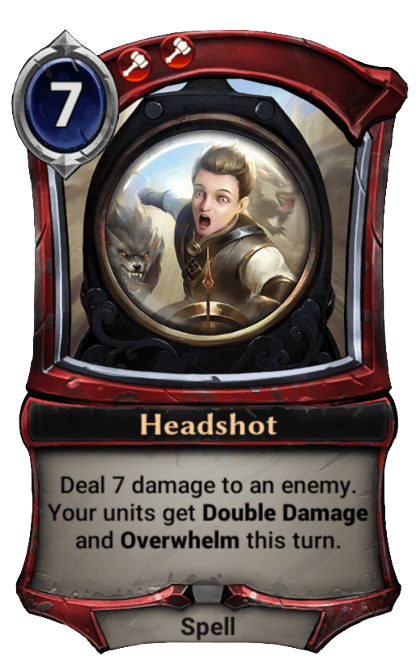 7
Headshot
Deal 7 damage to an enemy.
Your units get Double Damage
and Overwhelm this turn.
Spell